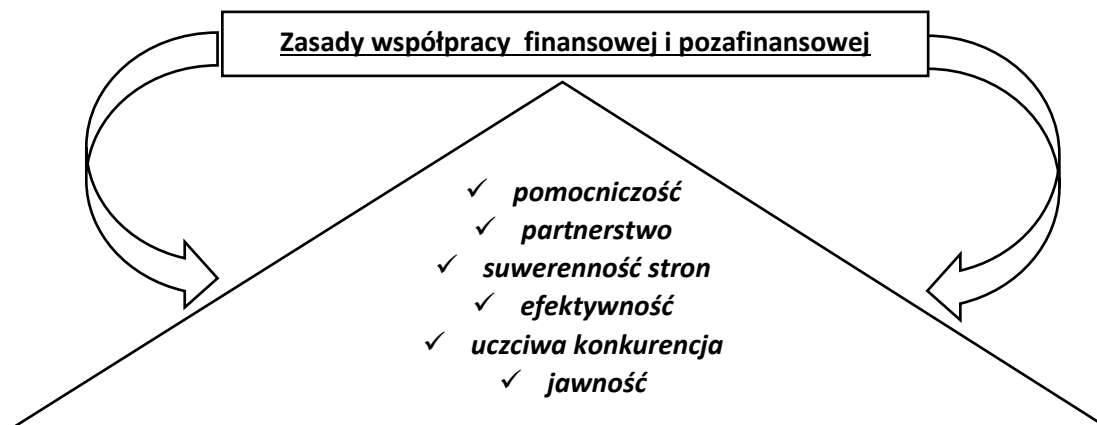 Zasady współpracy finansowej i pozafinansowej
✓ pomocniczość
✓ partnerstwo
✓ suwerenność stron
✓ efektywność
✓ uczciwa konkurencja
✓ jawność